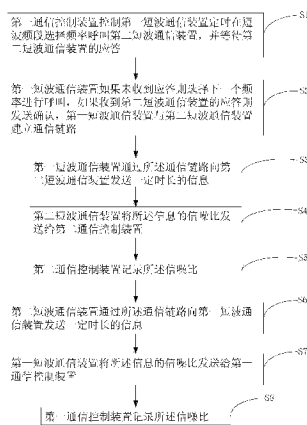 第一通信控制装置控制第一短波通信装置定时在短
波频段选择频率呼叫第二短波通信装置，并等待第
二短波通信装置的应答
S1
第一短波通信装置如果未收到应答则选择下一个频
率进行呼叫，如果收到第二短波通信装置的应答则
发送确认，第一短波通信装置与第二短波通信装置
建立通信链路
S2
第一短波通信装置通过所述通信链路向第
二短波通信装置发送一定时长的信息
S3
第二短波通信装置将所述信息的信噪比发
送给第二通信控制装置
S4
第二通信控制装置记录所述信噪比
S5
第二短波通信装置通过所述通信链路向第一短波通
信装置发送一定时长的信息
S6
第一短波通信装置将所述信息的信噪比发送给第一
通信控制装置
S7
第一通信控制装置记录所述信噪比
S8